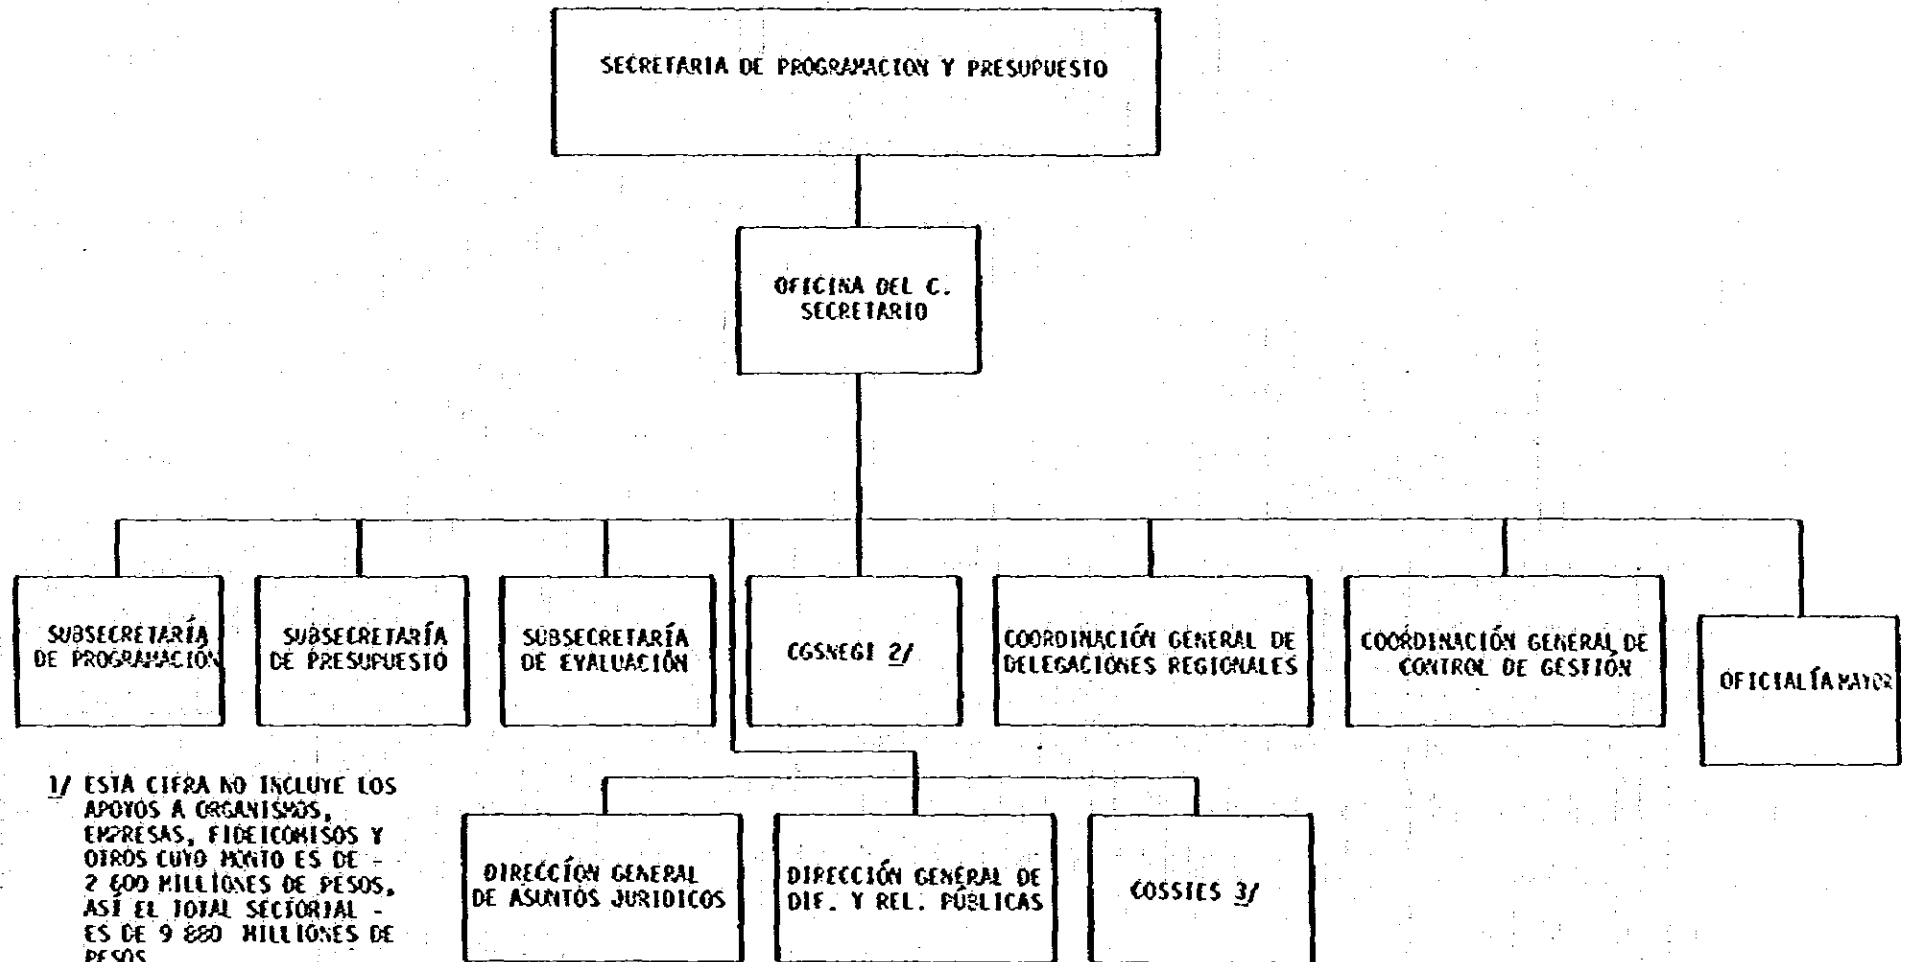 SECRETARIA DE PROGRAMACION Y PRESUPUESTO
OFICINA DEL C.
SECRETARIO
SUBSECRETARÍA
DE PROGRAMACIÓN
SUBSECRETARÍA
DE PRESUPUESTO
SUBSECRETARÍA
DE EVALUACIÓN
CGSNEGI 2/
COORDINACIÓN GENERAL DE
DELEGACIONES REGIONALES
COORDINACIÓN GENERAL DE
CONTROL DE GESTIÓN
OFICIALÍA MAYOR
1/ ESTA CIFRA NO INCLUYE LOS
APOYOS A ORGANISMOS,
EMPRESAS, FIDEICOMISOS Y
OTROS CUYO MONTO ES DE -
2 600 MILLIONES DE PESOS,
ASÍ EL TOTAL SECTORIAL -
ES DE 9 880 MILLIONES DE
PESOS
DIRECCÍON GENERAL
DE ASUNTOS JURIDICOS
DIRECCIÓN GENERAL DE
DIF. Y REL. PÚBLICAS
COSSIES 3/